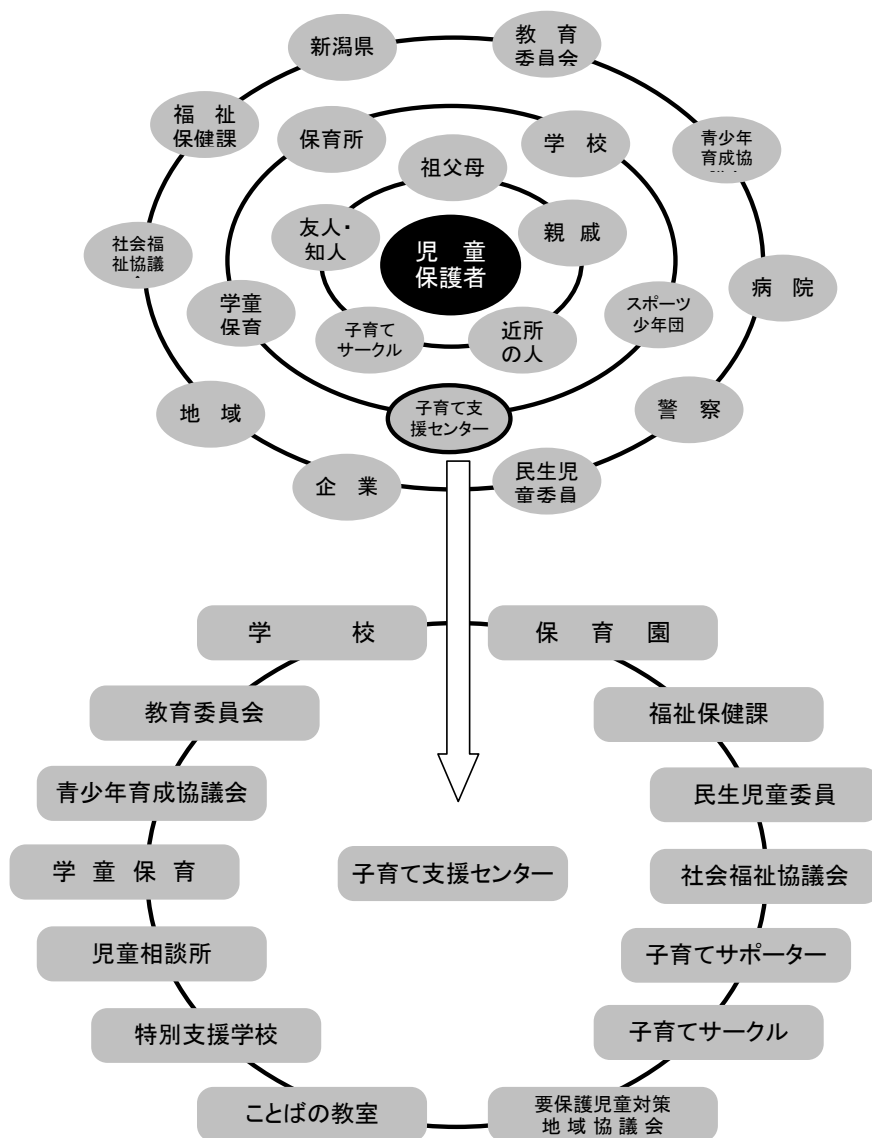 新潟県
教 育
委員会
福 祉
保健課
保育所
学 校
青少年
育成協
祖父母
友人・
知人
親 戚
児 童
保護者
社会福
祉協議
病 院
学童
保育
スポーツ
少年団
子育て
サークル
近所
の人
地 域
子育て支
援センター
警 察
企 業
民生児
童委員
学 校
保 育 園
教育委員会
福祉保健課
青少年育成協議会
民生児童委員
学 童 保 育
子育て支援センター
社会福祉協議会
児童相談所
子育てサポーター
特別支援学校
子育てサークル
ことばの教室
要保護児童対策
地 域 協 議 会